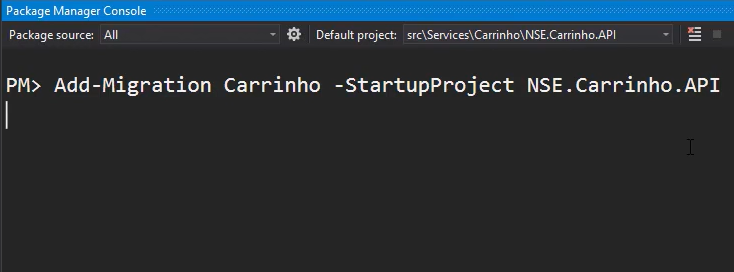 Package Manager Console
Package source: All Default project: src\Services\Carrinho\NSE.Carrinho.API
PM> Add-Migration Carrinho -StartupProject NSE.Carrinho.API